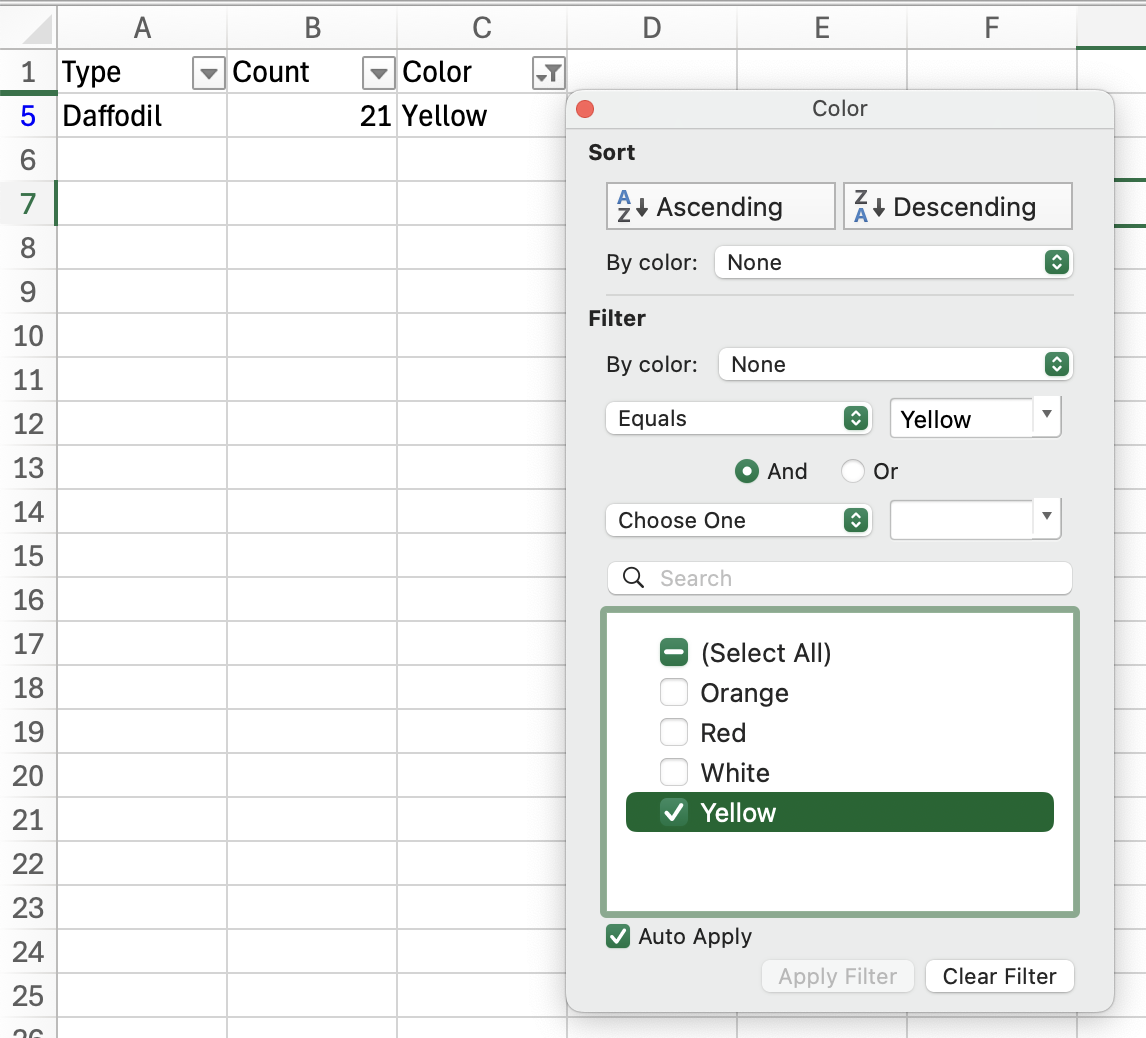 A B C D E F
1 Type Count Color
5 Daffodil 21 Yellow
6
7
8
9
10
11
12
13
14
15
16
17
18
19
20
21
22
23
24
25
26
Color
Sort
A Z Ascending Z A Descending
By color: None
Filter
By color: None
Equals Yellow
And Or
Choose One
Search
(Select All)
Orange
Red
White
Yellow
Auto Apply
Apply Filter Clear Filter